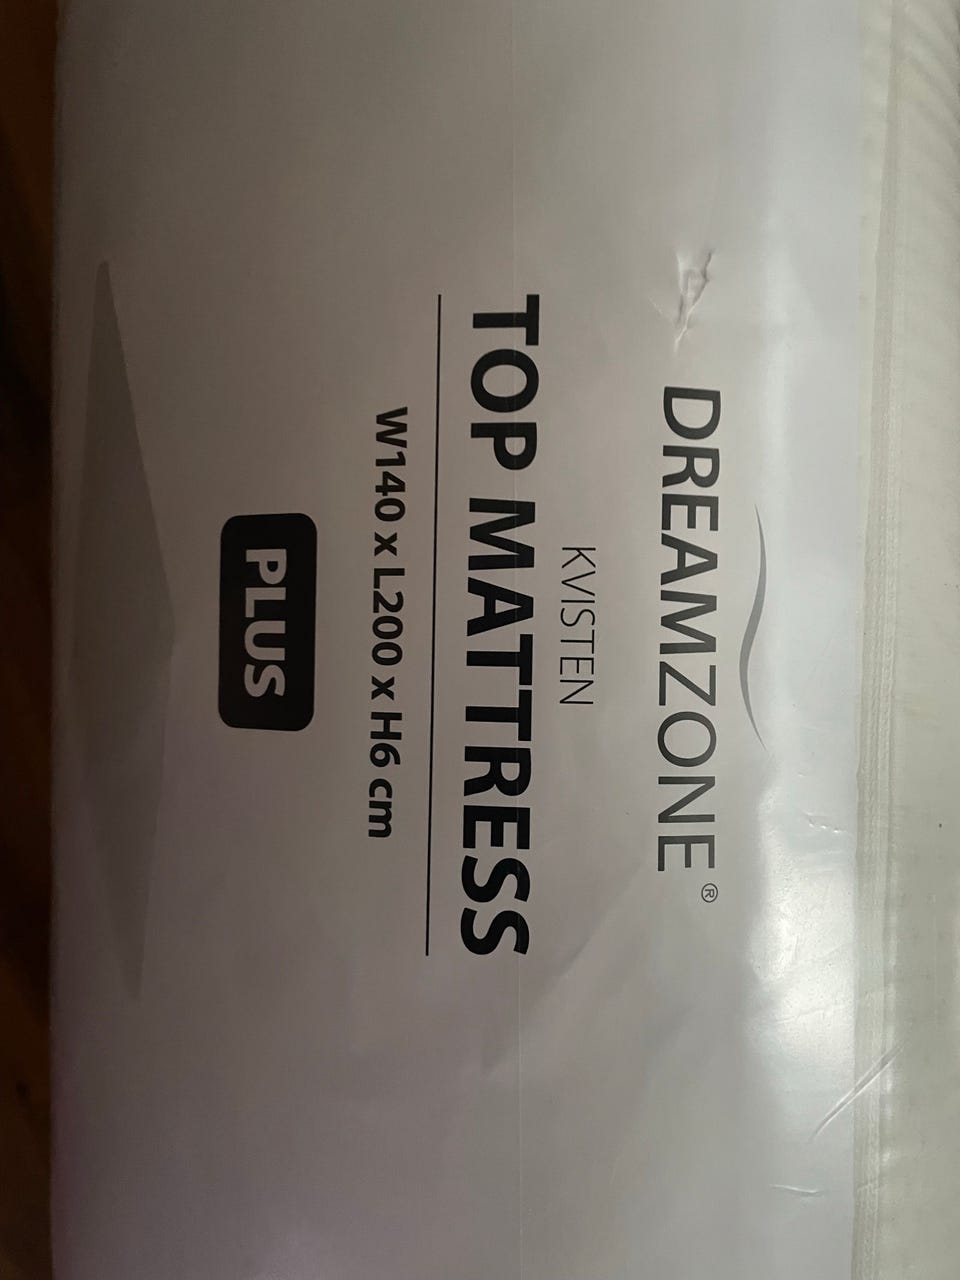 DREAMZONE®
KVISTEN
TOP MATTRESS
W140 x L200 x H6 cm
PLUS